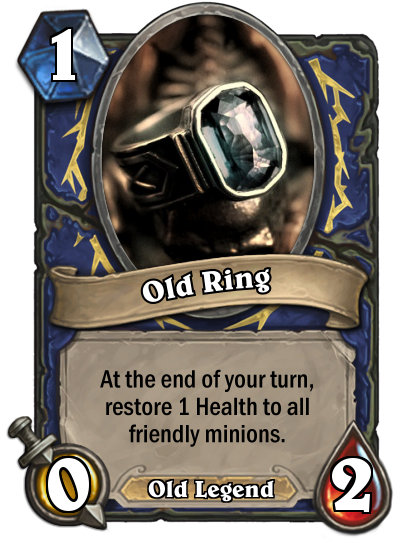 1
Old Ring
At the end of your turn,
restore 1 Health to all
friendly minions.
0
Old Legend
2